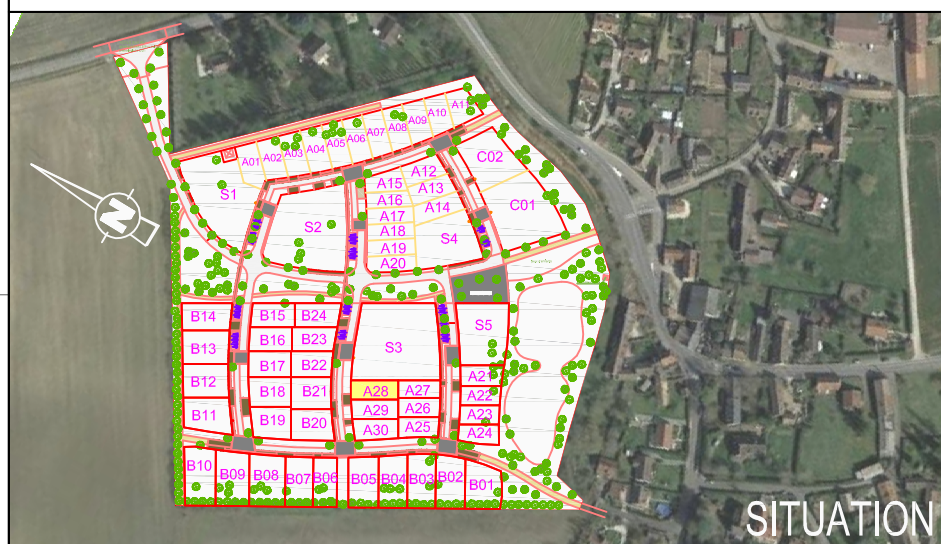 A11
A10
A09
A08
A07
A06
A05
A04
A03
A02
A01
S1
C02
C01
A12
A13
A14
A15
A16
A17
A18
A19
A20
S2
S4
N
B14
B15
B24
B13
B16
B23
B17
B22
S3
S5
B12
B18
B21
A28
A27
A21
A22
B11
B19
B20
A29
A26
A23
A30
A25
A24
B10
B09
B08
B07
B06
B05
B04
B03
B02
B01
SITUATION